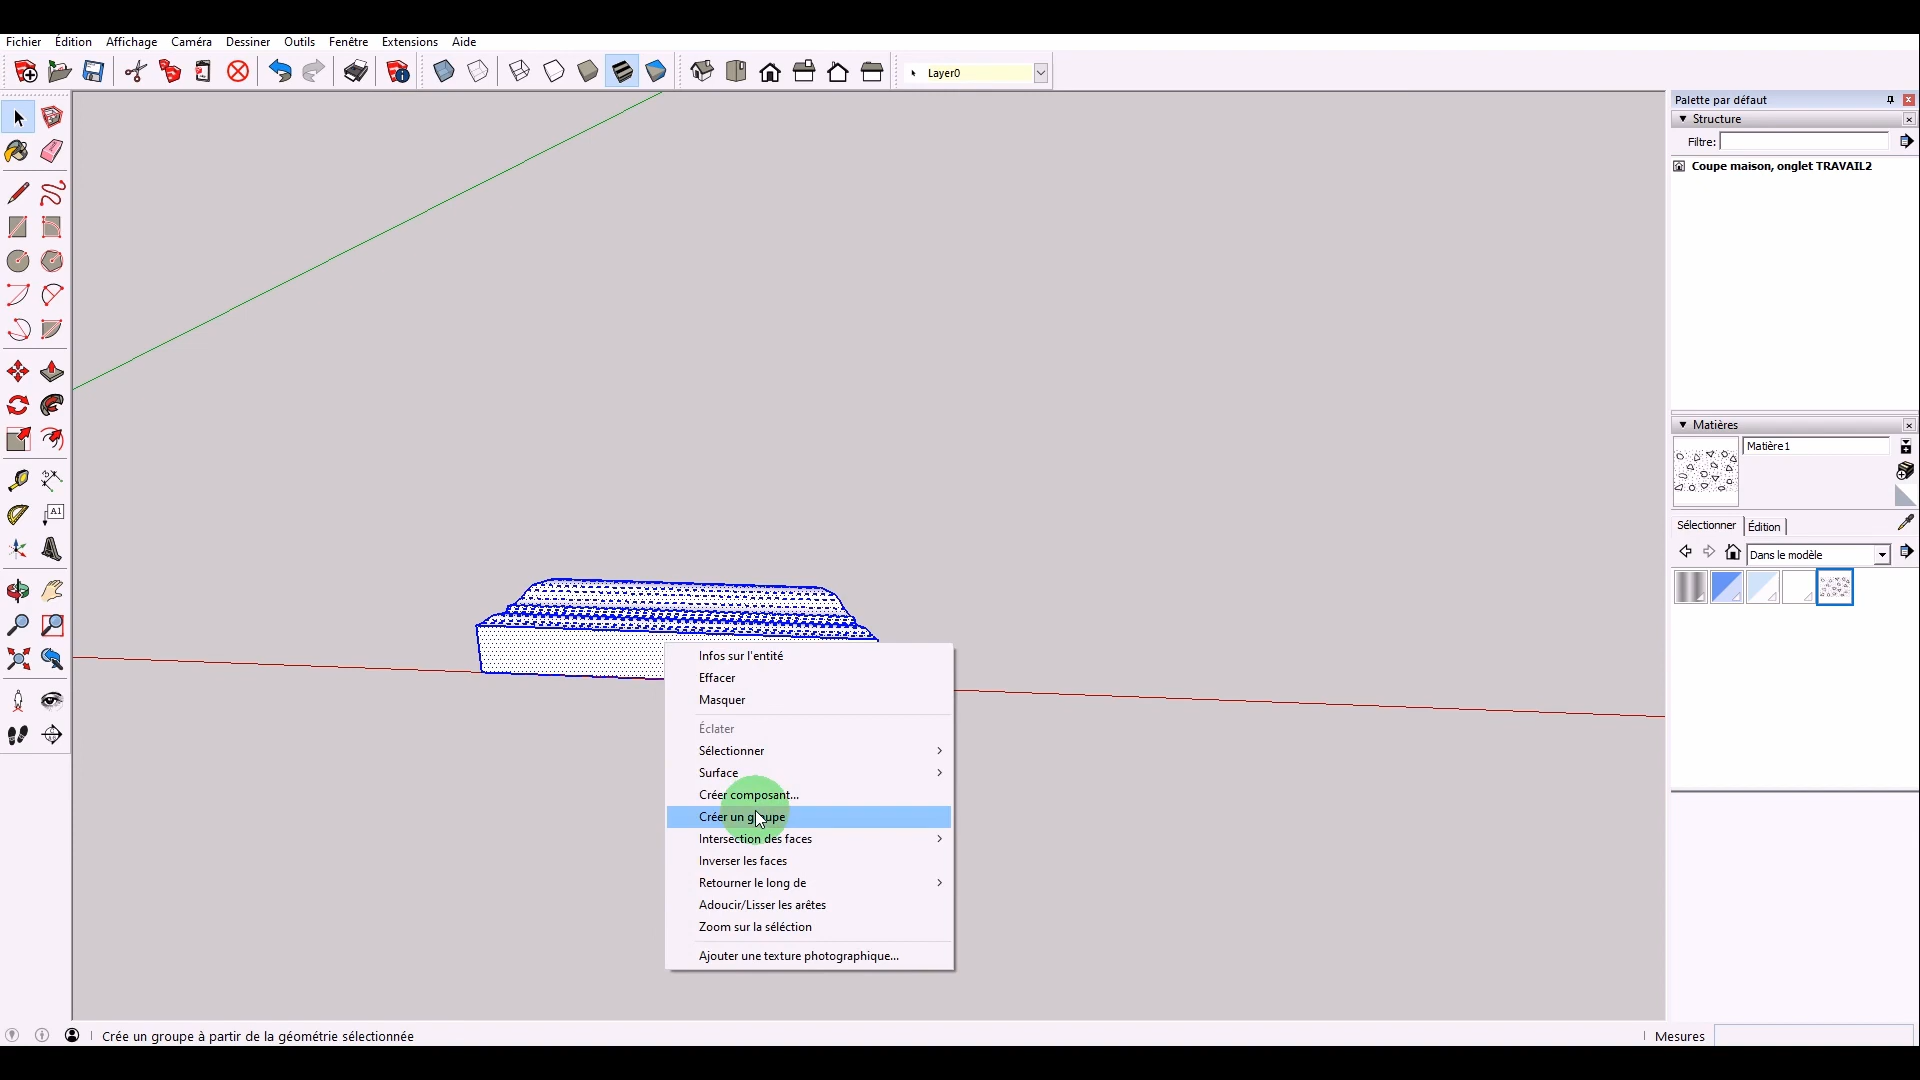 Fichier Édition Affichage Caméra Dessiner Outils Fenêtre Extensions Aide
Layer0
Palette par défaut
Structure
Filtre:
Coupe maison, onglet TRAVAIL2
Matières
Matière1
Sélectionner Édition
Dans le modèle
A1
Infos sur l'entité
Effacer
Masquer
Éclater
Sélectionner
Surface
Créer composant...
Créer un groupe
Intersection des faces
Inverser les faces
Retourner le long de
Adoucir/Lisser les arêtes
Zoom sur la séléction
Ajouter une texture photographique...
Crée un groupe à partir de la géométrie sélectionnée
Mesures